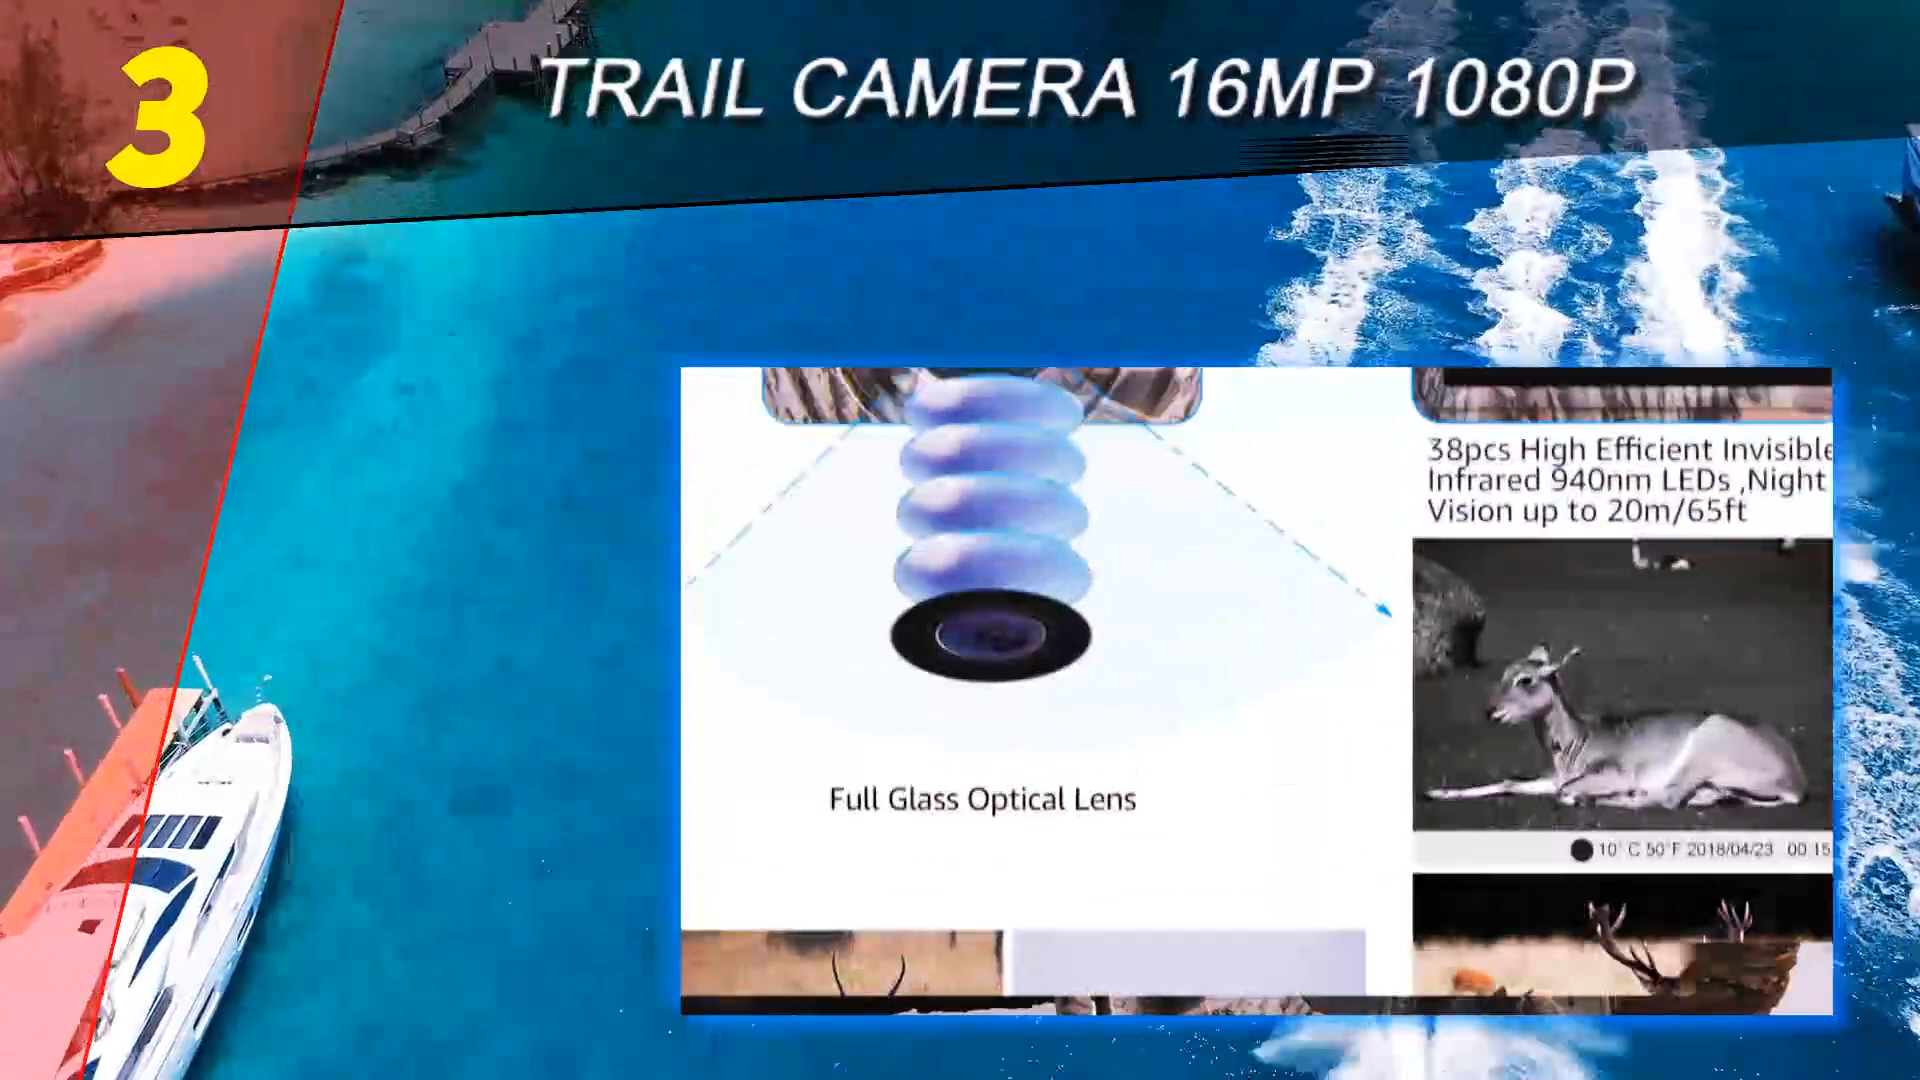 3
TRAIL CAMERA 16MP 1080P
38pcs High Efficient Invisible
Infrared 940nm LEDs ,Night
Vision up to 20m/65ft
Full Glass Optical Lens
10°C 50°F 2018/04/23 00:15